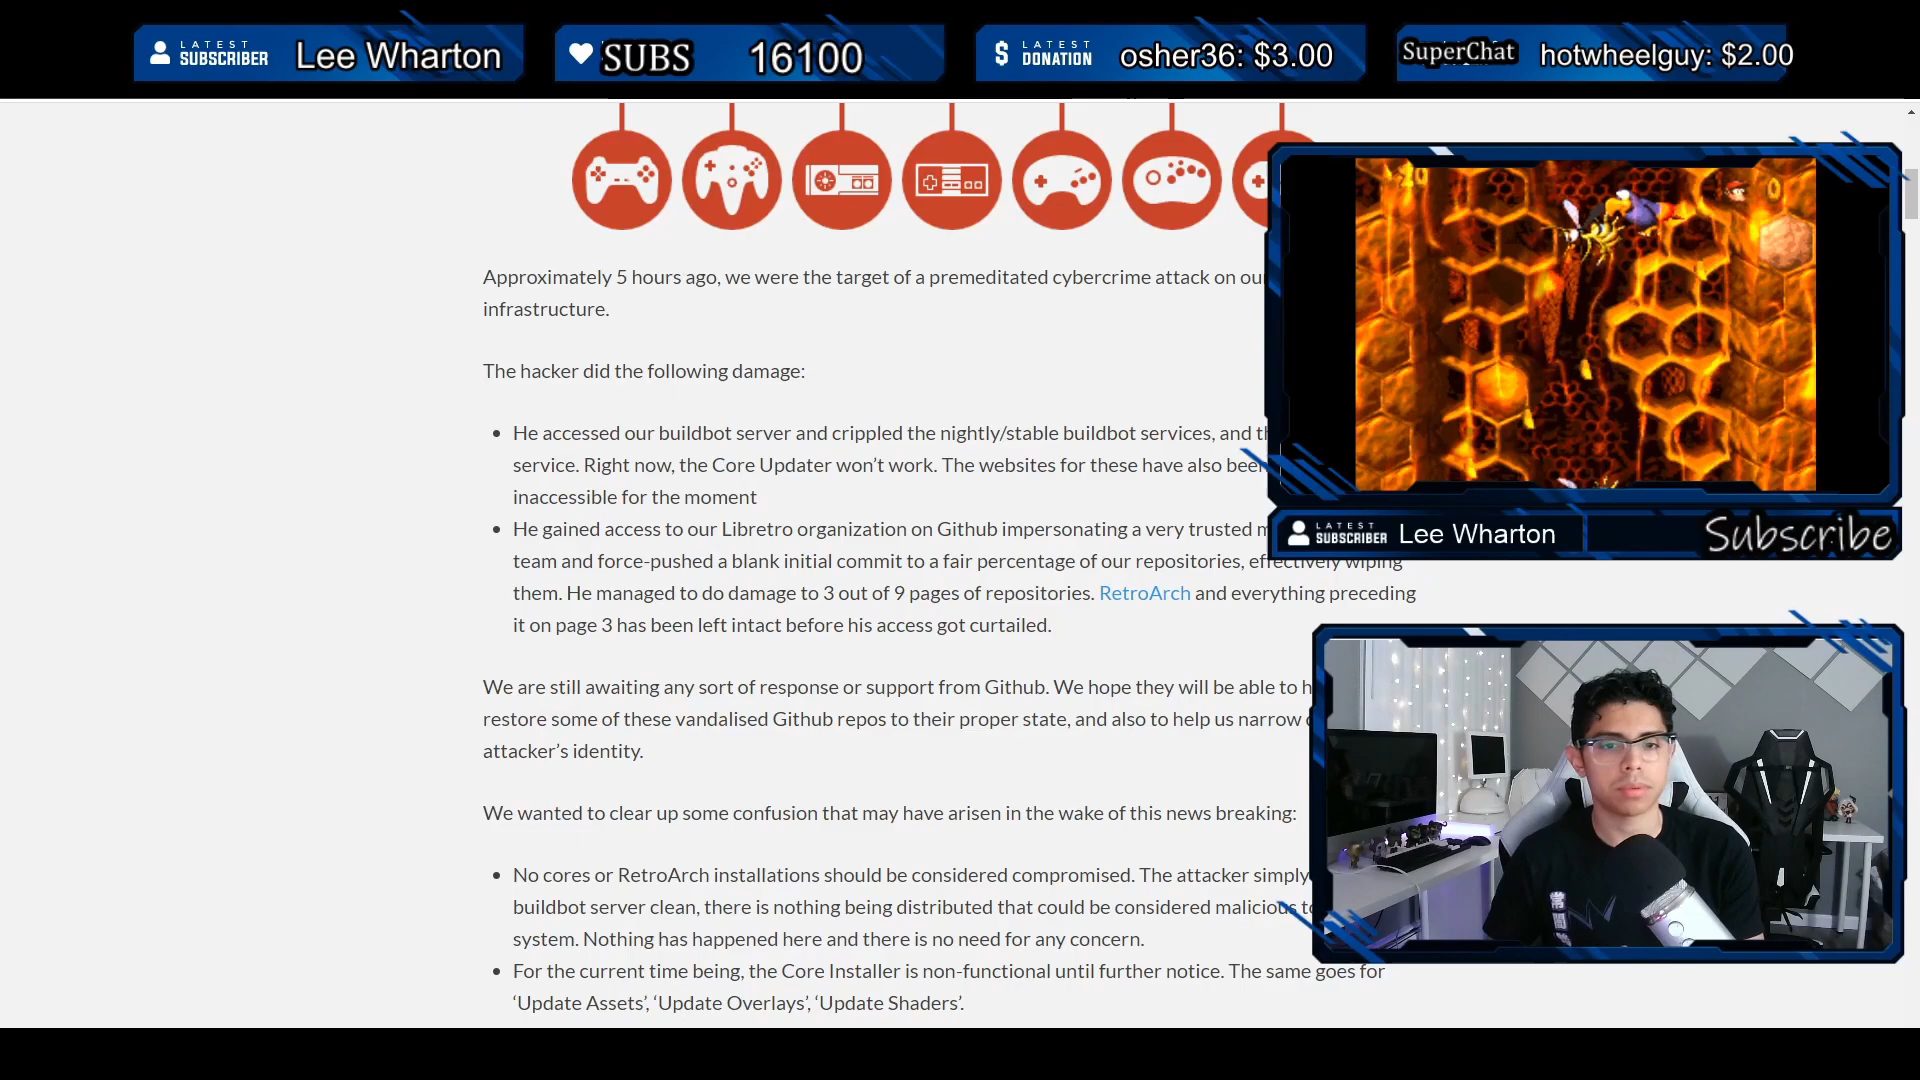 LATEST
SUBSCRIBER
Lee Wharton
SUBS
16100
LATEST
DONATION
osher36: $3.00
SuperChat
hotwheelguy: $2.00
Approximately 5 hours ago, we were the target of a premeditated cybercrime attack on our
infrastructure.
The hacker did the following damage:
He accessed our buildbot server and crippled the nightly/stable buildbot services, and
service. Right now, the Core Updater won’t work. The websites for these have also been
inaccessible for the moment
He gained access to our Libretro organization on Github impersonating a very trusted
team and force-pushed a blank initial commit to a fair percentage of our repositories, effectively wiping
them. He managed to do damage to 3 out of 9 pages of repositories. RetroArch and everything preceding
it on page 3 has been left intact before his access got curtailed.
We are still awaiting any sort of response or support from Github. We hope they will be able to
restore some of these vandalised Github repos to their proper state, and also to help us narrow
attacker’s identity.
We wanted to clear up some confusion that may have arisen in the wake of this news breaking:
No cores or RetroArch installations should be considered compromised. The attacker simply
buildbot server clean, there is nothing being distributed that could be considered malicious to
system. Nothing has happened here and there is no need for any concern.
For the current time being, the Core Installer is non-functional until further notice. The same goes for
‘Update Assets’, ‘Update Overlays’, ‘Update Shaders’.
LATEST
SUBSCRIBER
Lee Wharton
Subscribe